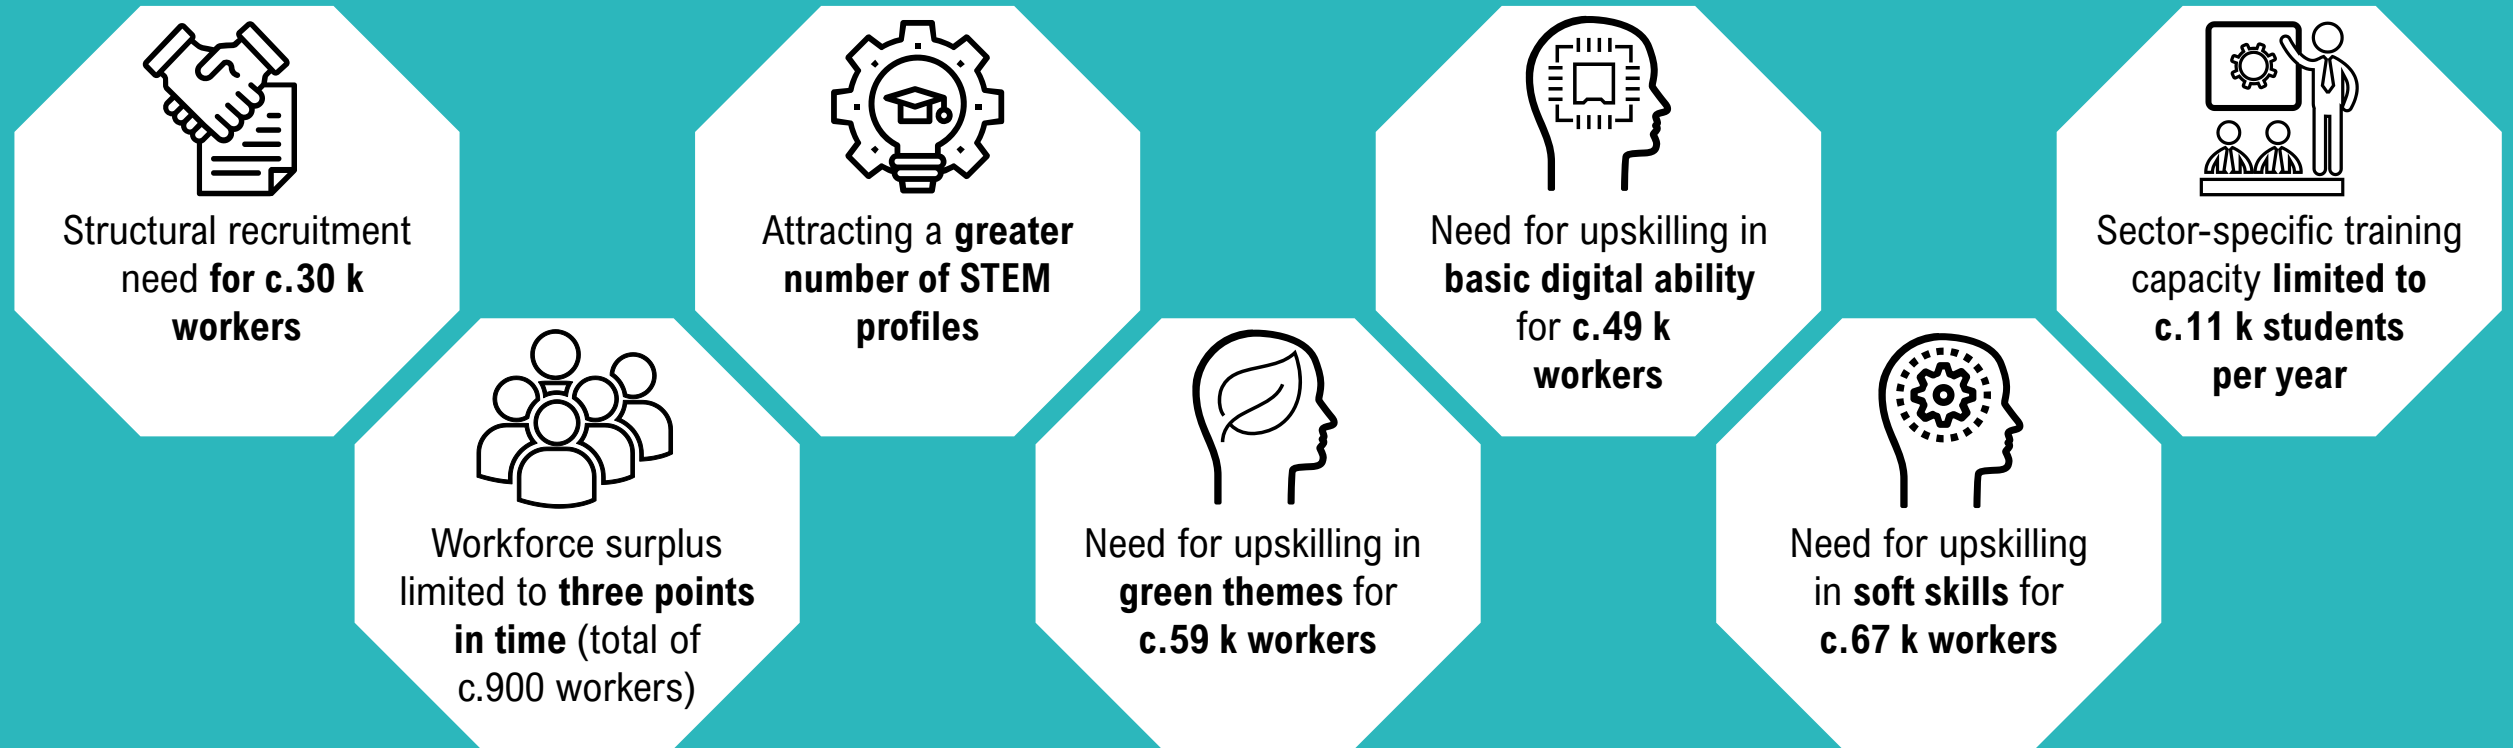 Structural recruitment
need for c.30 k
workers
Workforce surplus
limited to three points
in time (total of
c.900 workers)
Attracting a greater
number of STEM
profiles
Need for upskilling in
green themes for
c.59 k workers
Need for upskilling in
basic digital ability
for c.49 k
workers
Need for upskilling
in soft skills for
c.67 k workers
Sector-specific training
capacity limited to
c.11 k students
per year